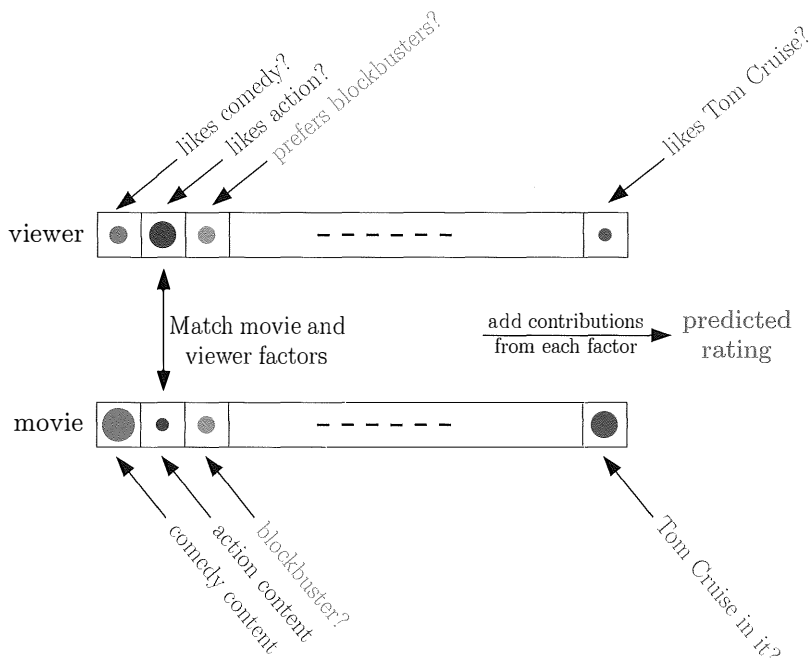 likes comedy?
likes action?
prefers blockbusters?
likes Tom Cruise?
viewer
Match movie and
viewer factors
add contributions
from each factor
predicted
rating
movie
comedy content
action content
blockbuster?
Tom Cruise in it?